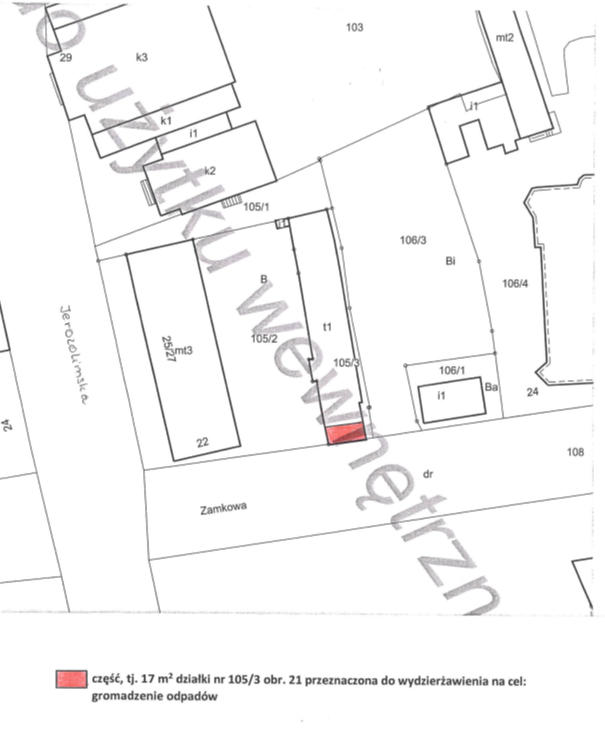 103
mt2
29
k3
i1
k1
i1
k2
105/1
106/3
Bi
B
106/4
t1
105/2
25/27
mt3
105/3
106/1
Ba
i1
24
Jerozolimska
24
22
108
dr
Zamkowa
do użytku wewnętrzn
część, tj. 17 m² działki nr 105/3 obr. 21 przeznaczona do wydzierżawienia na cel:
gromadzenie odpadów